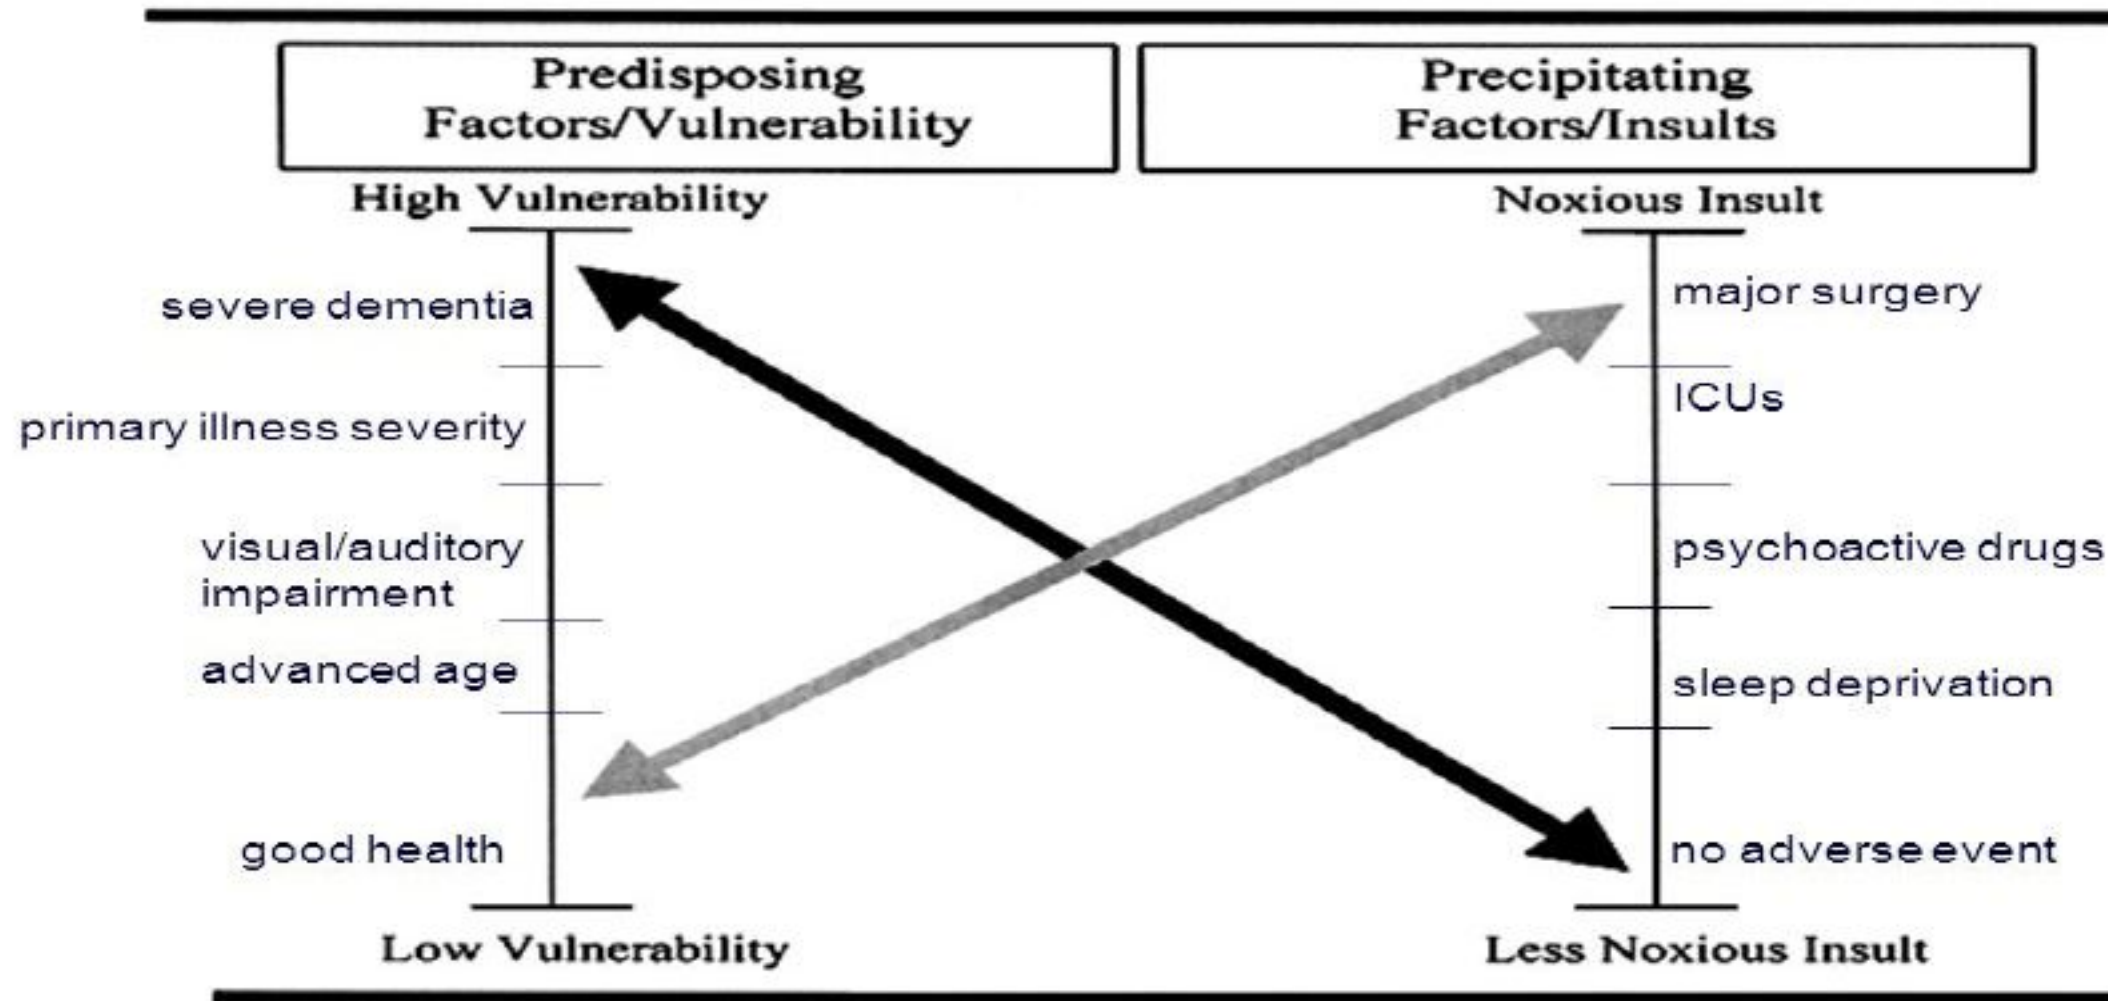 Predisposing
Factors/Vulnerability
Precipitating
Factors/Insults
High Vulnerability
Noxious Insult
severe dementia
major surgery
ICUs
primary illness severity
visual/auditory
impairment
psychoactive drugs
advanced age
sleep deprivation
good health
no adverse event
Low Vulnerability
Less Noxious Insult